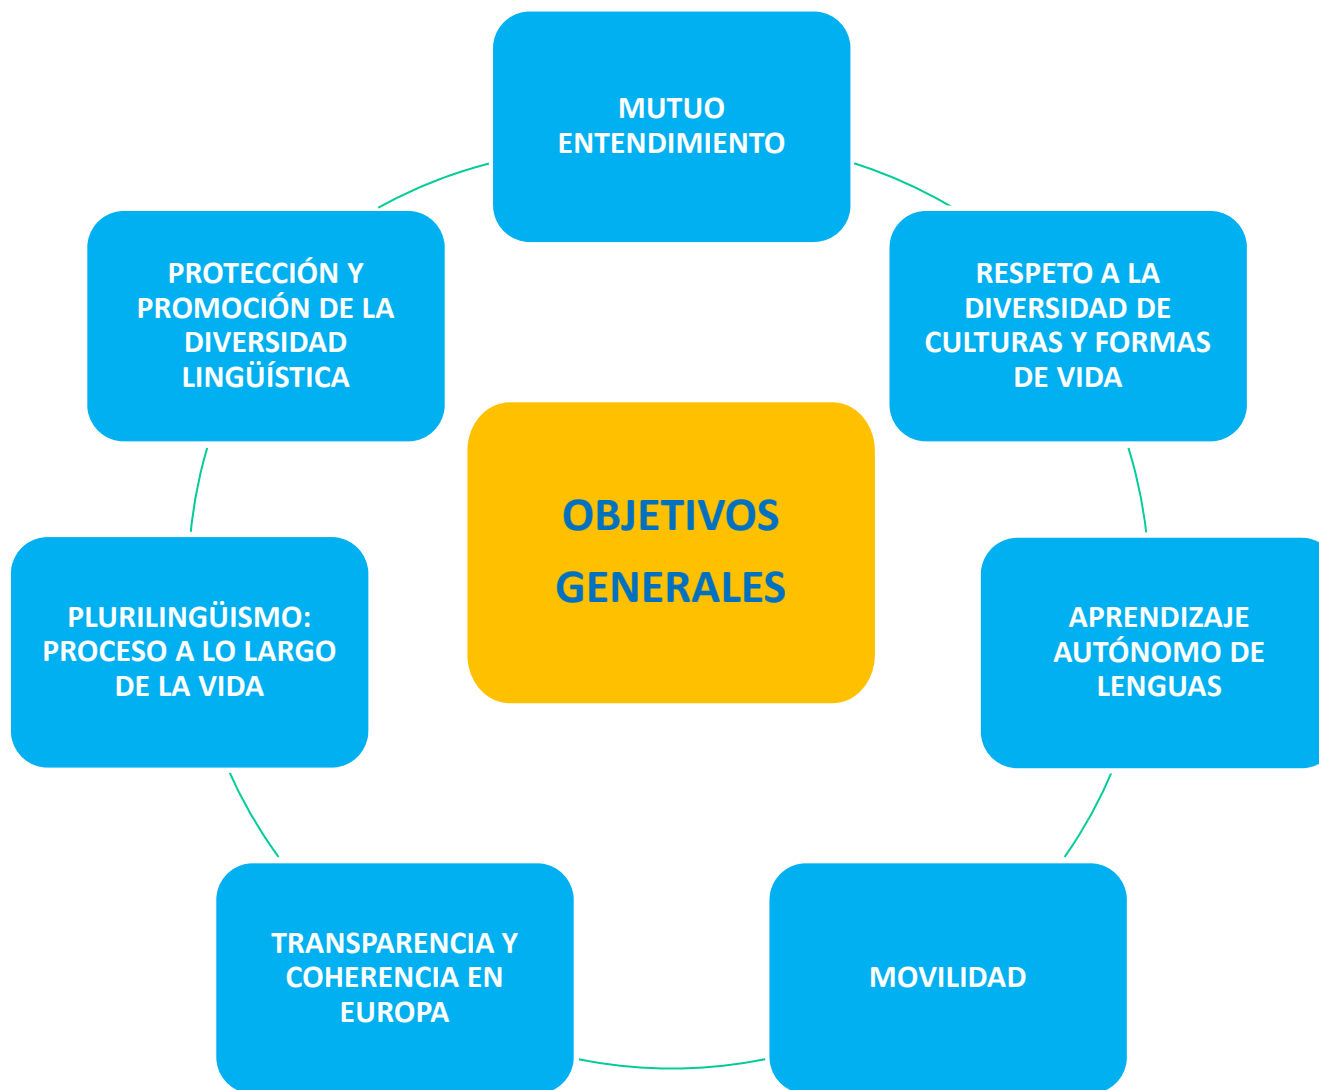 MUTUO
ENTENDIMIENTO
RESPETO A LA
DIVERSIDAD DE
CULTURAS Y FORMAS
DE VIDA
APRENDIZAJE
AUTÓNOMO DE
LENGUAS
MOVILIDAD
TRANSPARENCIA Y
COHERENCIA EN
EUROPA
PLURILINGÜISMO:
PROCESO A LO LARGO
DE LA VIDA
PROTECCIÓN Y
PROMOCIÓN DE LA
DIVERSIDAD
LINGÜÍSTICA
OBJETIVOS
GENERALES